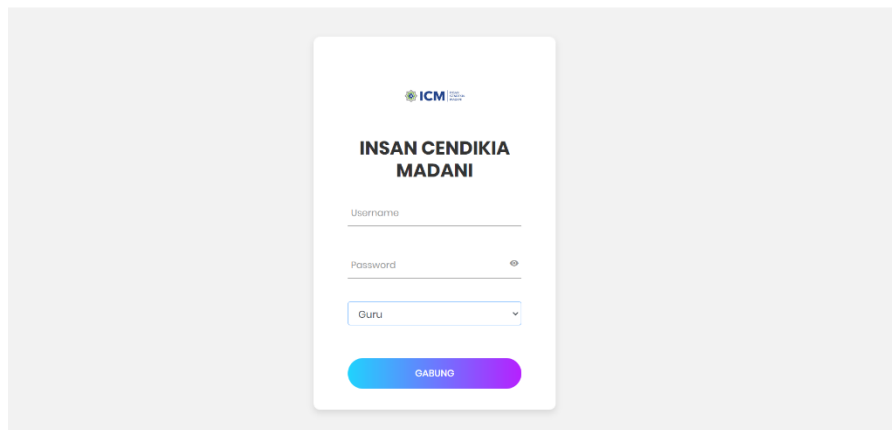 ICM
INSAN CENDIKIA
MADANI
Username
Password
Guru
GABUNG